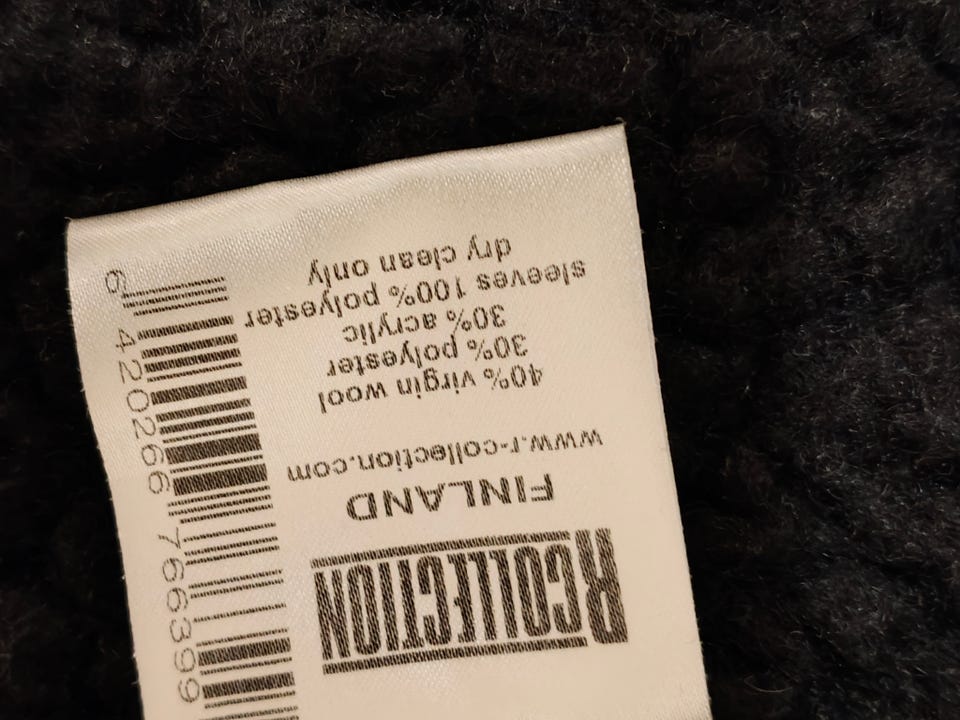 RCOLLECTION
FINLAND
www.r-collection.com
40% virgin wool
30% polyester
30% acrylic
sleeves 100% polyester
dry clean only
6 420266 766399